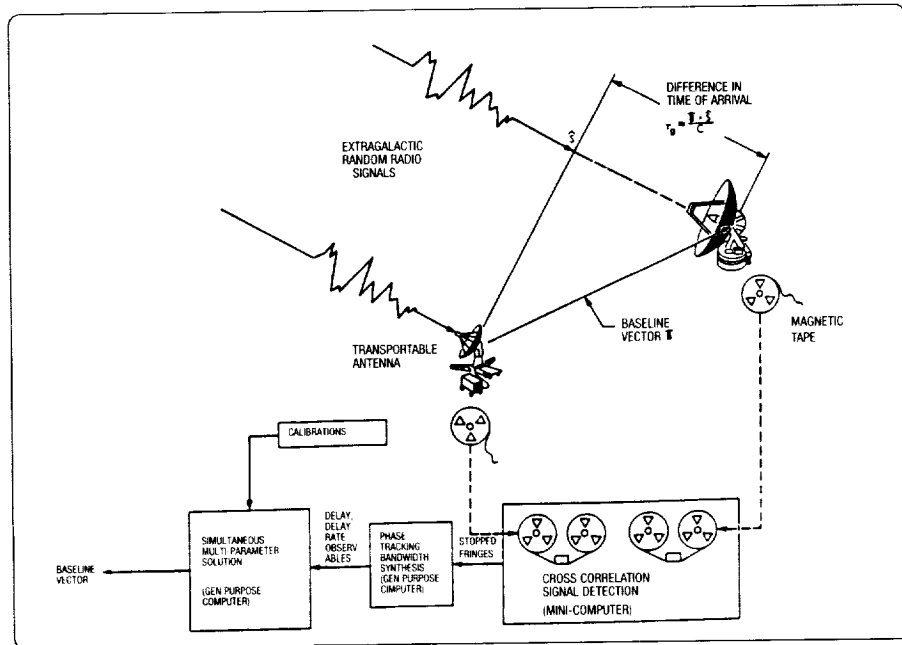 DIFFERENCE IN
TIME OF ARRIVAL
τg = B · ŝ
C
EXTRAGALACTIC
RANDOM RADIO
SIGNALS
ŝ
BASELINE
VECTOR B
MAGNETIC
TAPE
TRANSPORTABLE
ANTENNA
CALIBRATIONS
SIMULTANEOUS
MULTI-PARAMETER
SOLUTION
(GEN PURPOSE
COMPUTER)
BASELINE
VECTOR
DELAY,
DELAY
RATE
OBSERV
ABLES
PHASE
TRACKING
BANDWIDTH
SYNTHESIS
(GEN PURPOSE
CIMPUTER)
STOPPED
FRINGES
CROSS CORRELATION
SIGNAL DETECTION
(MINI-COMPUTER)